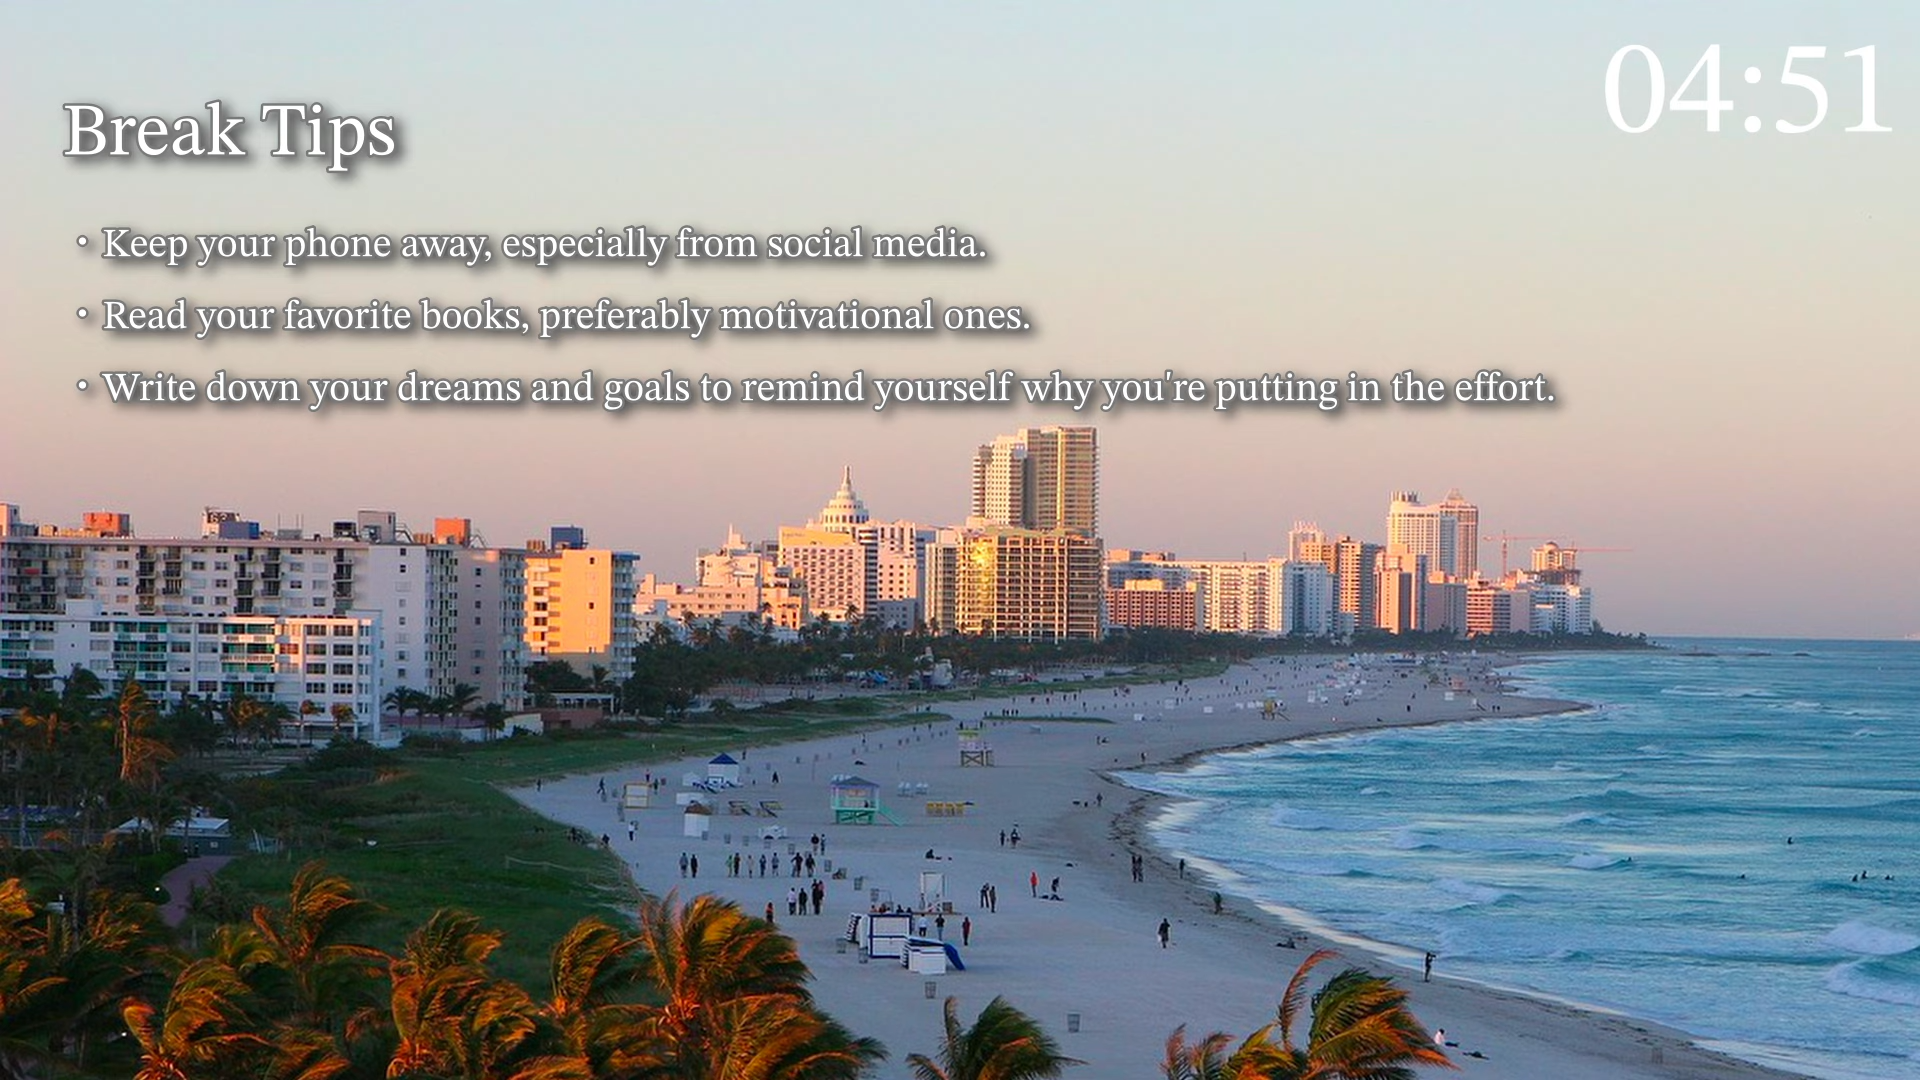 04:51
Break Tips
• Keep your phone away, especially from social media.
• Read your favorite books, preferably motivational ones.
• Write down your dreams and goals to remind yourself why you're putting in the effort.